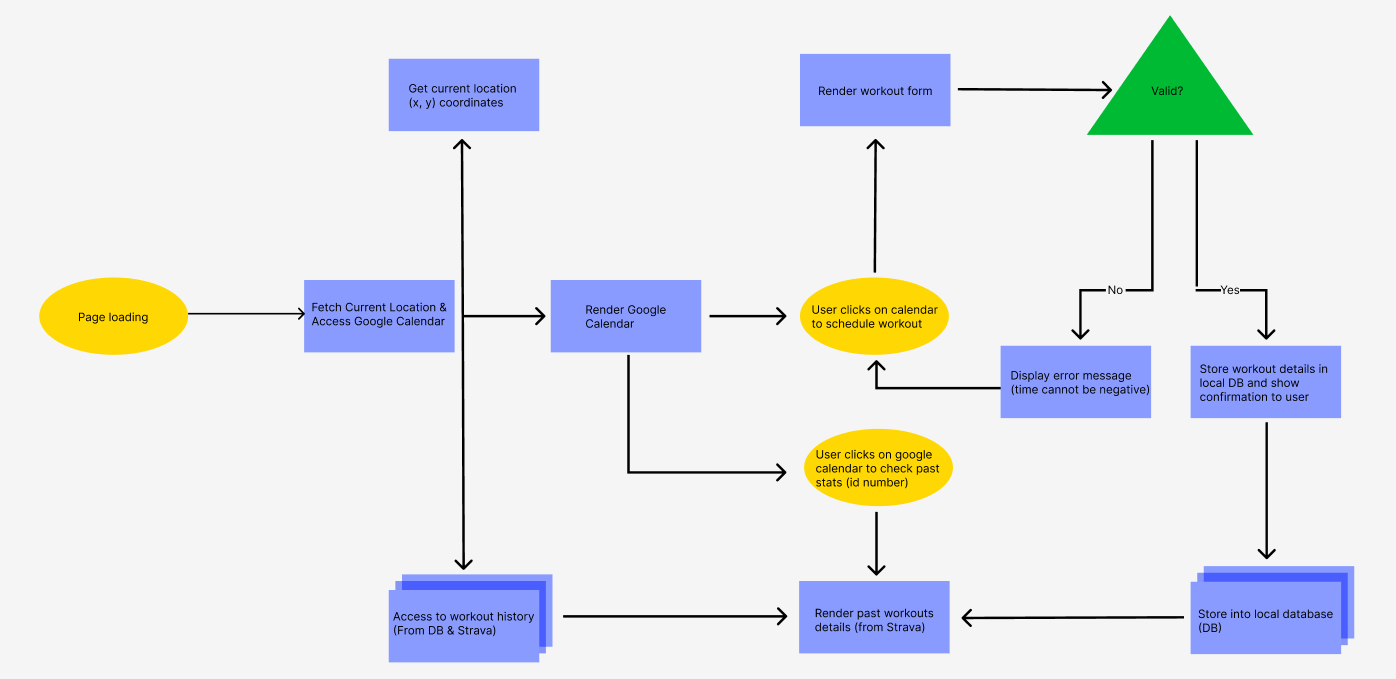 Get current location
(x, y) coordinates
Render workout form
Valid?
Page loading
Fetch Current Location &
Access Google Calendar
Render Google
Calendar
User clicks on calendar
to schedule workout
No
Yes
Display error message
(time cannot be negative)
Store workout details in
local DB and show
confirmation to user
User clicks on google
calendar to check past
stats (id number)
Access to workout history
(From DB & Strava)
Render past workouts
details (from Strava)
Store into local database
(DB)